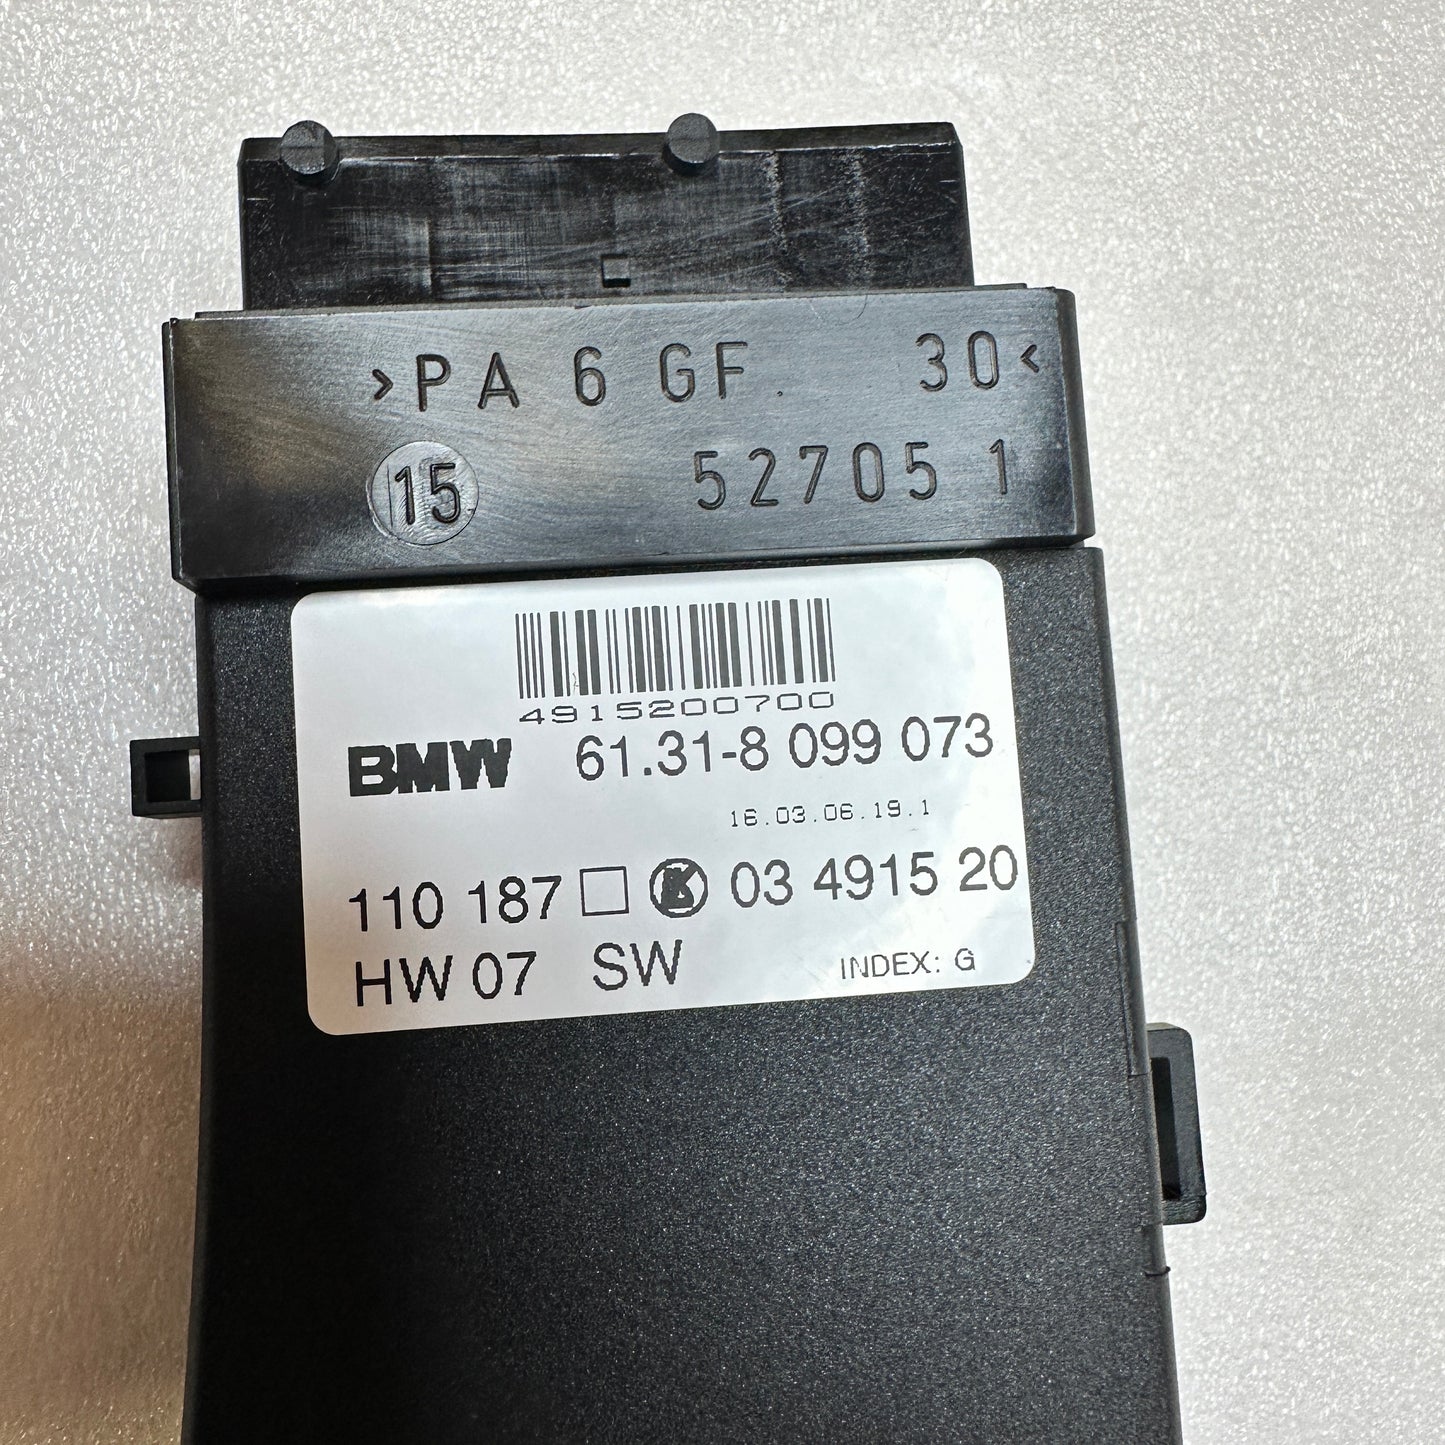 >PA 6 GF 30<
15 52705 1
4915200700
BMW 61.31-8 099 073
16.03.06.19.1
110 187 □ K 03 4915 20
HW 07 SW INDEX: G